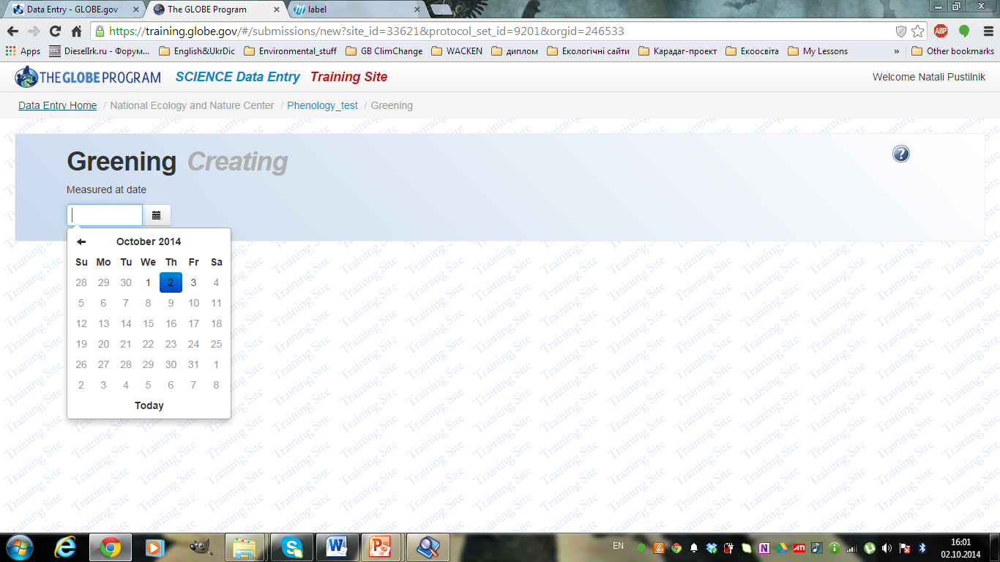 Data Entry - GLOBE.gov
The GLOBE Program
label
https://training.globe.gov/#/submissions/new?site_id=33621&protocol_set_id=9201&orgid=246533
ABP
Apps
Diesellrk.ru - Форум...
English&UkrDic
Environmental_stuff
GB ClimChange
WACKEN
диплом
Екологічні сайти
Карадаг-проект
Екоосвіта
My Lessons
»
Other bookmarks
THE GLOBE PROGRAM SCIENCE Data Entry Training Site
Welcome Natali Pustilnik
Data Entry Home / National Ecology and Nature Center / Phenology_test / Greening
Greening Creating
?
Measured at date
October 2014
Su Mo Tu We Th Fr Sa
28 29 30 1 2 3 4
5 6 7 8 9 10 11
12 13 14 15 16 17 18
19 20 21 22 23 24 25
26 27 28 29 30 31 1
2 3 4 5 6 7 8
Today
Training Site
EN
16:01
02.10.2014